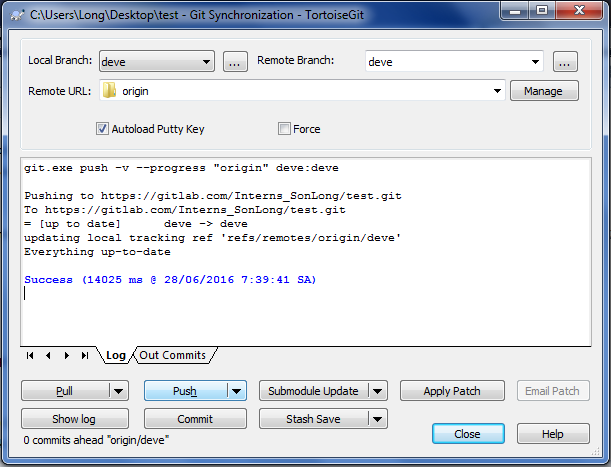 C:\Users\Long\Desktop\test - Git Synchronization - TortoiseGit
Local Branch: deve ... Remote Branch: deve ...
Remote URL: origin Manage
Autoload Putty Key Force
git.exe push -v --progress "origin" deve:deve
Pushing to https://gitlab.com/Interns_SonLong/test.git
To https://gitlab.com/Interns_SonLong/test.git
= [up to date] deve -> deve
updating local tracking ref 'refs/remotes/origin/deve'
Everything up-to-date
Success (14025 ms @ 28/06/2016 7:39:41 SA)
Log Out Commits
Pull Push Submodule Update Apply Patch Email Patch
Show log Commit Stash Save
0 commits ahead "origin/deve" Close Help